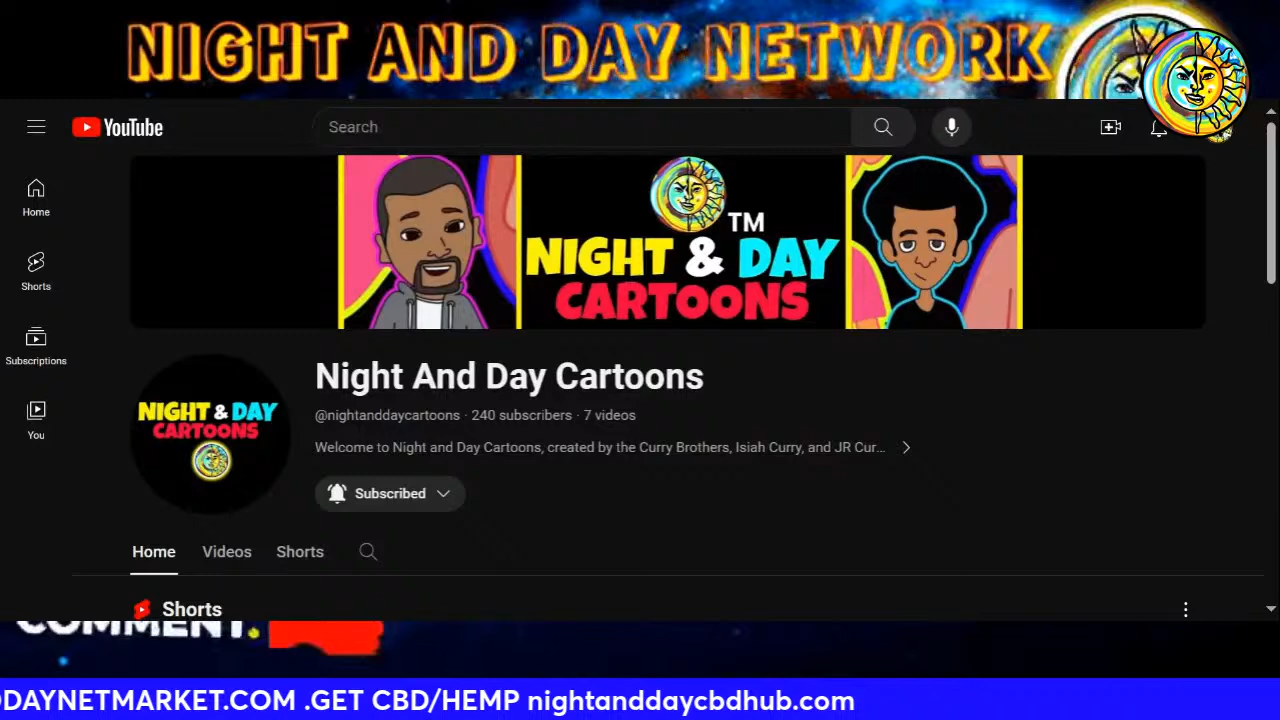 NIGHT AND DAY NETWORK
YouTube
Search
Home
Shorts
Subscriptions
You
TM
NIGHT & DAY
CARTOONS
NIGHT & DAY
CARTOONS
Night And Day Cartoons
@nightanddaycartoons · 240 subscribers · 7 videos
Welcome to Night and Day Cartoons, created by the Curry Brothers, Isiah Curry, and JR Cur...
Subscribed
Home Videos Shorts
Shorts
COMMENT.
DAYNETMARKET.COM .GET CBD/HEMP nightanddaycbdhub.com